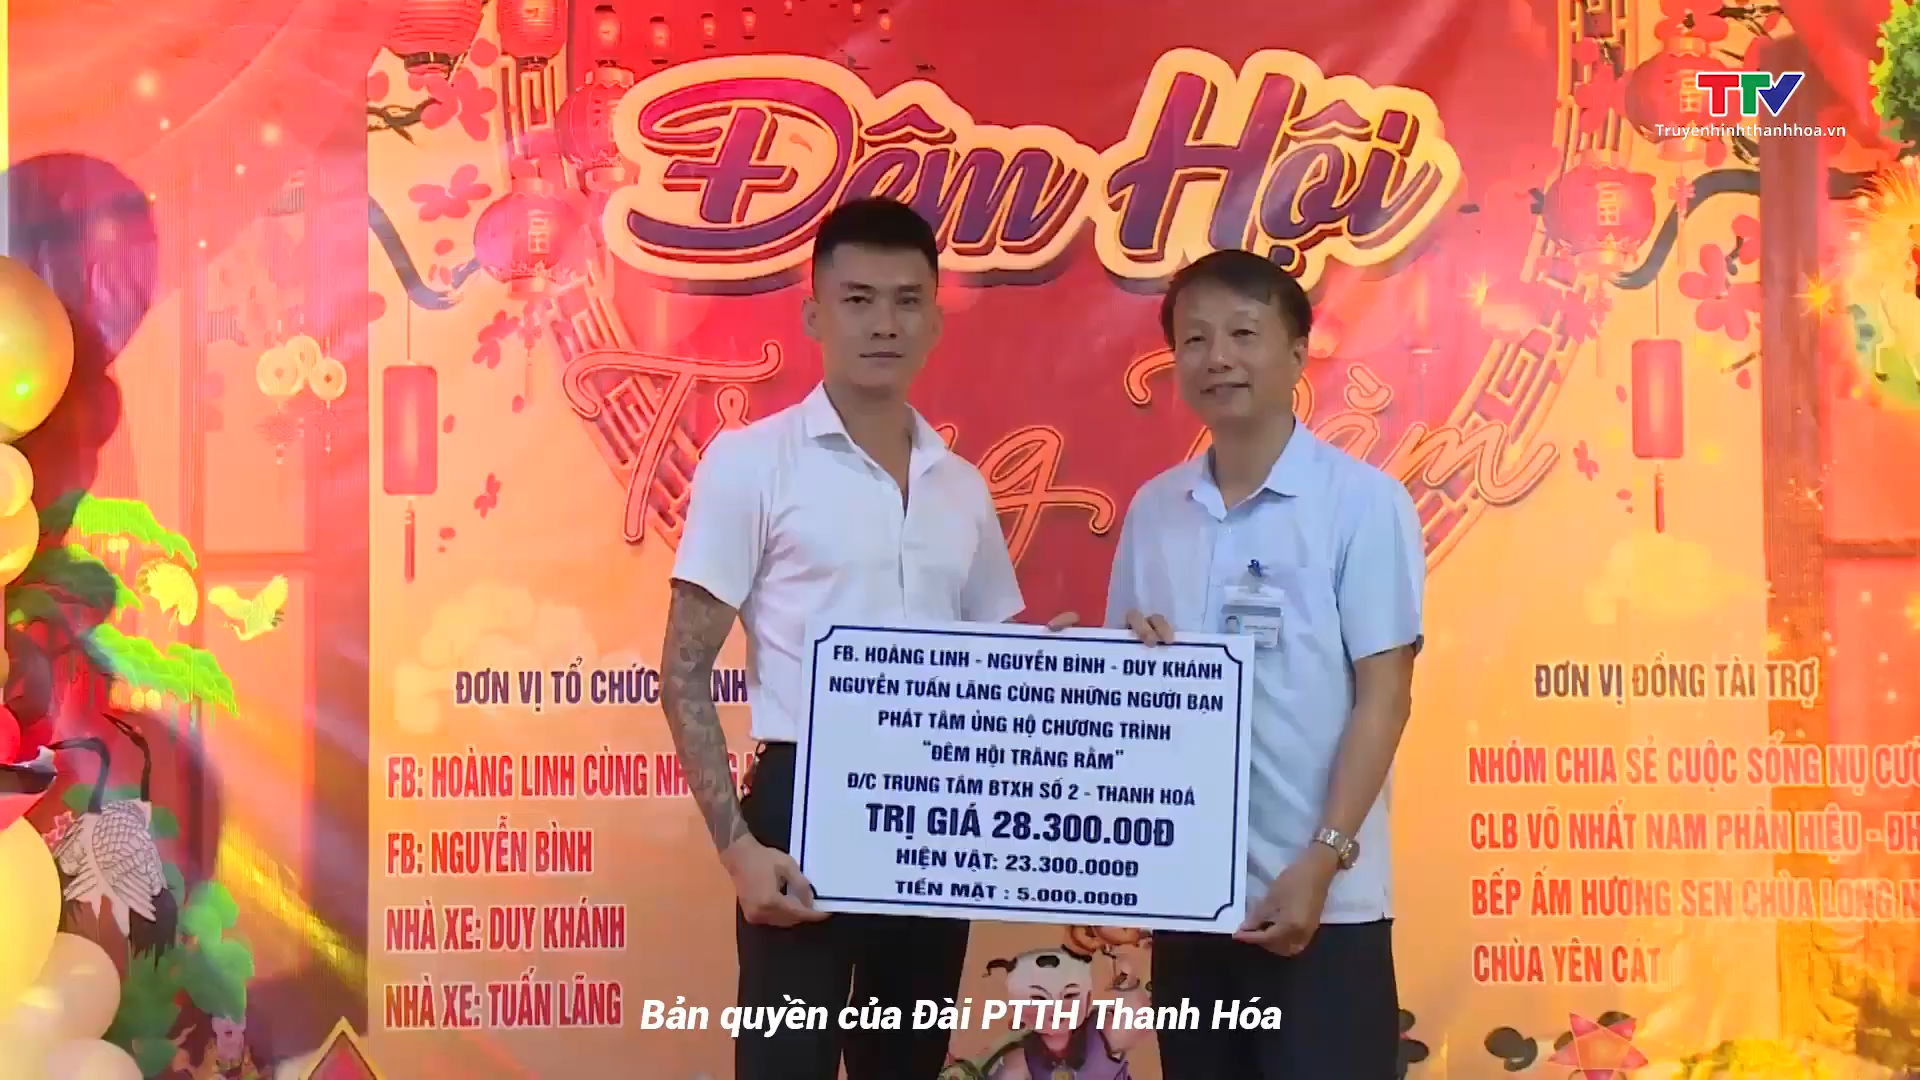 TTV
Truyenhinhthanhhoa.vn
Đêm Hội
Trăng Rằm
ĐƠN VỊ TỔ CHỨC
FB: HOÀNG LINH CÙNG
FB: NGUYỄN BÌNH
NHÀ XE: DUY KHÁNH
NHÀ XE: TUẤN LÃNG
FB. HOÀNG LINH - NGUYỄN BÌNH - DUY KHÁNH
NGUYỄN TUẤN LÃNG CÙNG NHỮNG NGƯỜI BẠN
PHÁT TÂM ỦNG HỘ CHƯƠNG TRÌNH
“ĐÊM HỘI TRĂNG RẰM”
Đ/C TRUNG TÂM BTXH SỐ 2 - THANH HOÁ
TRỊ GIÁ 28.300.00Đ
HIỆN VẬT: 23.300.000Đ
TIỀN MẶT : 5.000.000Đ
ĐƠN VỊ ĐỒNG TÀI TRỢ
NHÓM CHIA SẺ CUỘC SỐNG NỤ
CLB VÕ NHẤT NAM PHÂN HIỆU - ĐH
BẾP ẤM HƯƠNG SEN CHÙA LONG
CHÙA YÊN CÁT
Bản quyền của Đài PTTH Thanh Hóa